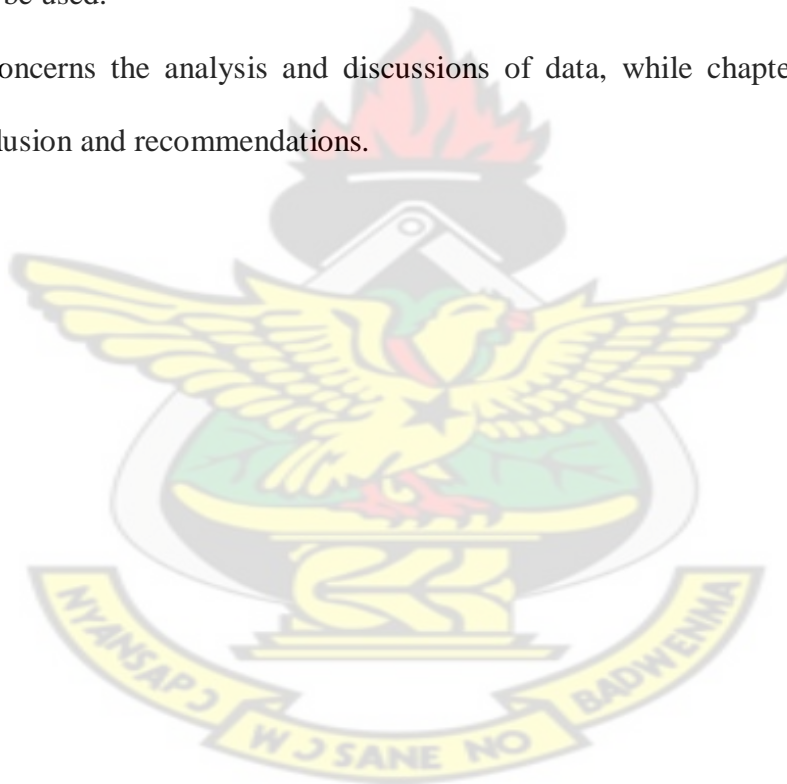 be used.
oncerns the analysis and discussions of data, while chapte
lusion and recommendations.
NYANSAPƆ
WƆSANE NO
BADWENMA